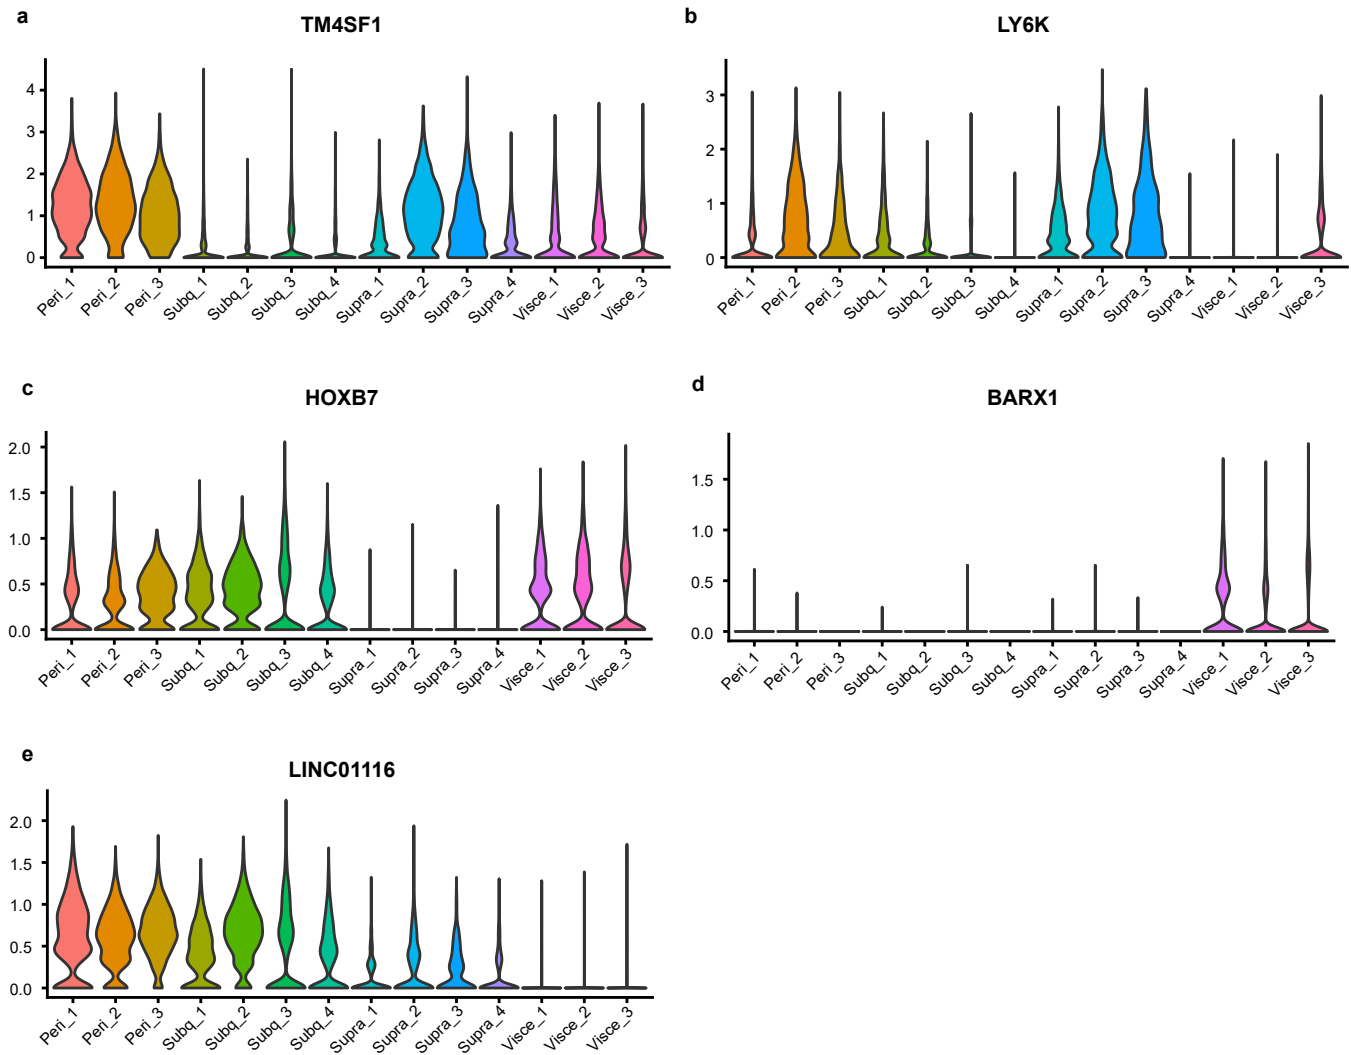 a
TM4SF1
4
3
2
1
0
Peri_1 Peri_2 Peri_3 Subq_1 Subq_2 Subq_3 Subq_4 Supra_1 Supra_2 Supra_3 Supra_4 Visce_1 Visce_2 Visce_3
b
LY6K
3
2
1
0
Peri_1 Peri_2 Peri_3 Subq_1 Subq_2 Subq_3 Subq_4 Supra_1 Supra_2 Supra_3 Supra_4 Visce_1 Visce_2 Visce_3
c
HOXB7
2.0
1.5
1.0
0.5
0.0
Peri_1 Peri_2 Peri_3 Subq_1 Subq_2 Subq_3 Subq_4 Supra_1 Supra_2 Supra_3 Supra_4 Visce_1 Visce_2 Visce_3
d
BARX1
1.5
1.0
0.5
0.0
Peri_1 Peri_2 Peri_3 Subq_1 Subq_2 Subq_3 Subq_4 Supra_1 Supra_2 Supra_3 Supra_4 Visce_1 Visce_2 Visce_3
e
LINC01116
2.0
1.5
1.0
0.5
0.0
Peri_1 Peri_2 Peri_3 Subq_1 Subq_2 Subq_3 Subq_4 Supra_1 Supra_2 Supra_3 Supra_4 Visce_1 Visce_2 Visce_3